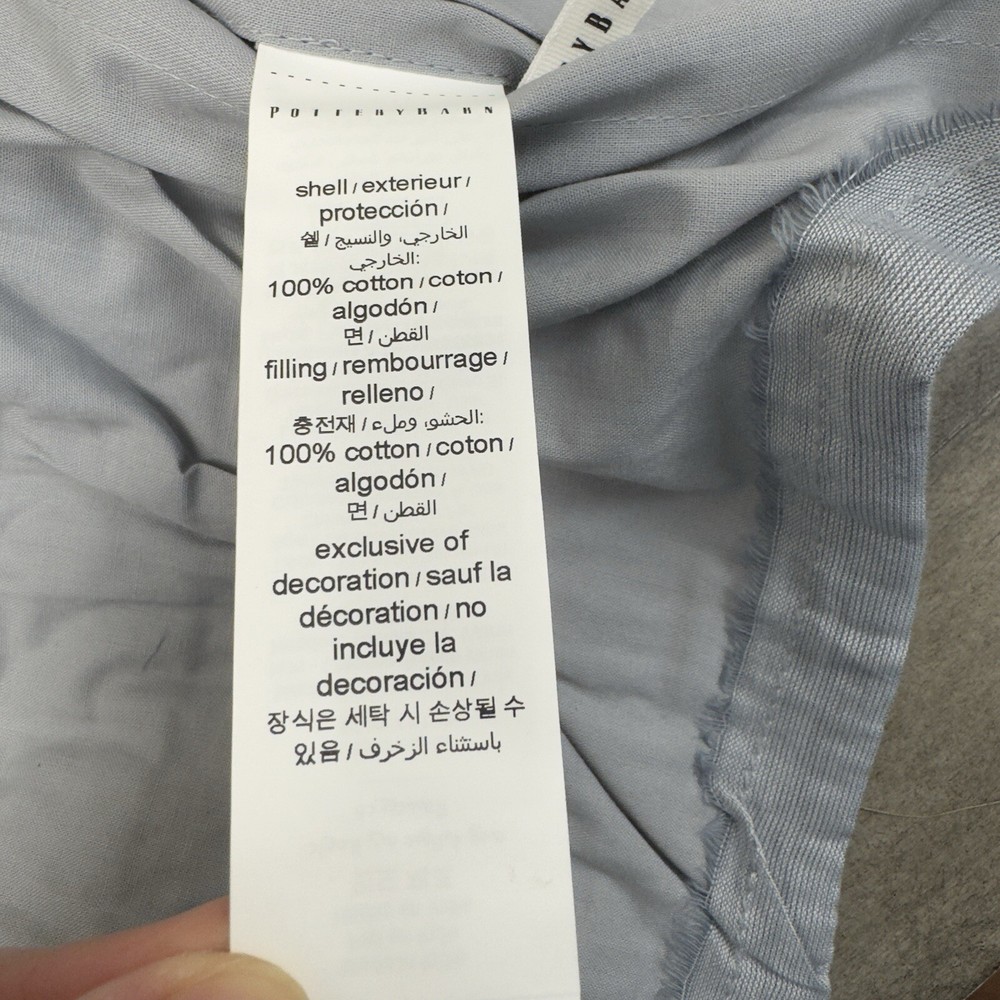 POTTERYBARN
shell / exterieur /
protección /
쉘 / الخارجي، والنسيج
الخارجي:
100% cotton / coton /
algodón /
면 / القطن
filling / rembourrage /
relleno /
충전재 / الحشو، وملء:
100% cotton / coton /
algodón /
면 / القطن
exclusive of
decoration / sauf la
décoration / no
incluye la
decoración /
장식은 세탁 시 손상될 수
있음 / باستثناء الزخرف